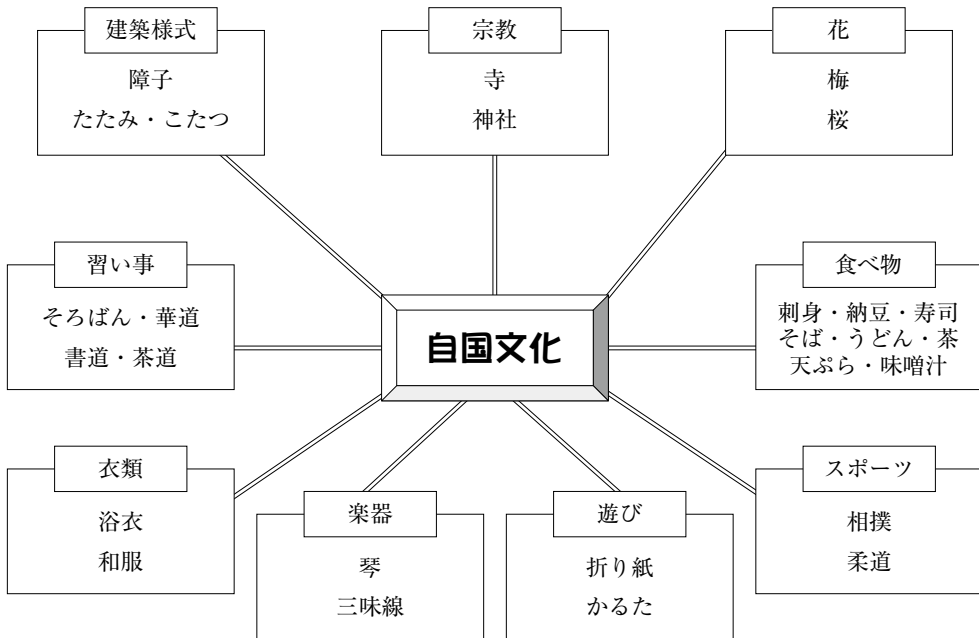 建築様式
障子
たたみ・こたつ
宗教
寺
神社
花
梅
桜
習い事
そろばん・華道
書道・茶道
自国文化
食べ物
刺身・納豆・寿司
そば・うどん・茶
天ぷら・味噌汁
衣類
浴衣
和服
楽器
琴
三味線
遊び
折り紙
かるた
スポーツ
相撲
柔道